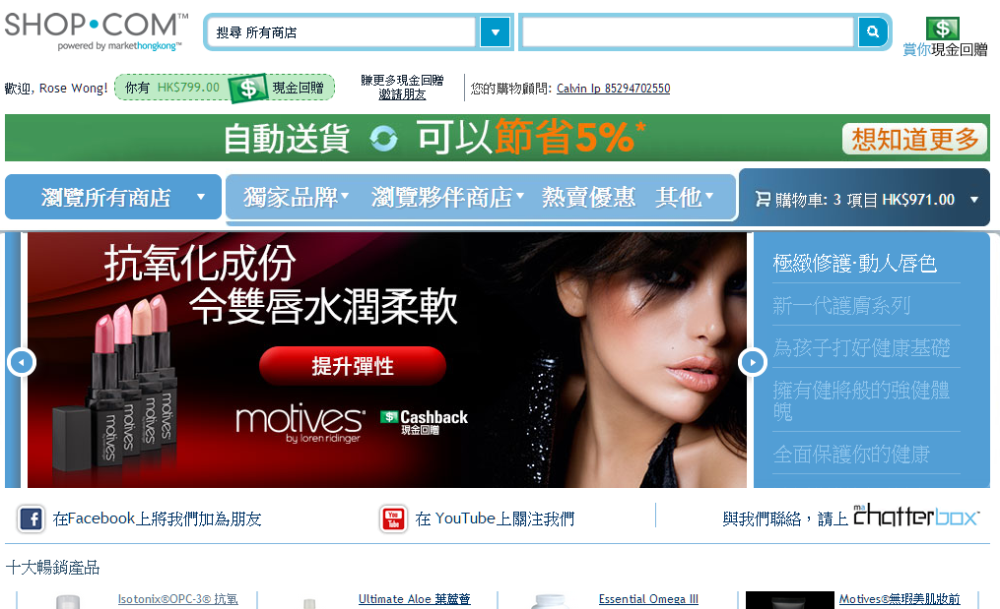 SHOP•COM™
powered by markethongkong™
搜尋 所有商店
賞你現金回贈
歡迎, Rose Wong!
你有 HK$799.00 現金回贈
賺更多現金回贈
邀請朋友
您的購物顧問: Calvin Ip 85294702550
自動送貨 可以節省5%*
想知道更多
瀏覽所有商店
獨家品牌
瀏覽夥伴商店
熱賣優惠
其他
購物車: 3 項目 HK$971.00
抗氧化成份
令雙唇水潤柔軟
提升彈性
motives®
by loren ridinger
Cashback
現金回贈
motives
motives
motives
motives
極緻修護‧動人唇色
新一代護膚系列
為孩子打好健康基礎
擁有健將般的強健體
魄
全面保護你的健康
在Facebook上將我們加為朋友
You
Tube
在 YouTube上關注我們
與我們聯絡，請上 ma chatterbox™
十大暢銷產品
Isotonix®OPC-3® 抗氧
Ultimate Aloe 葉蘆薈
Essential Omega III
Motives®無瑕美肌妝前